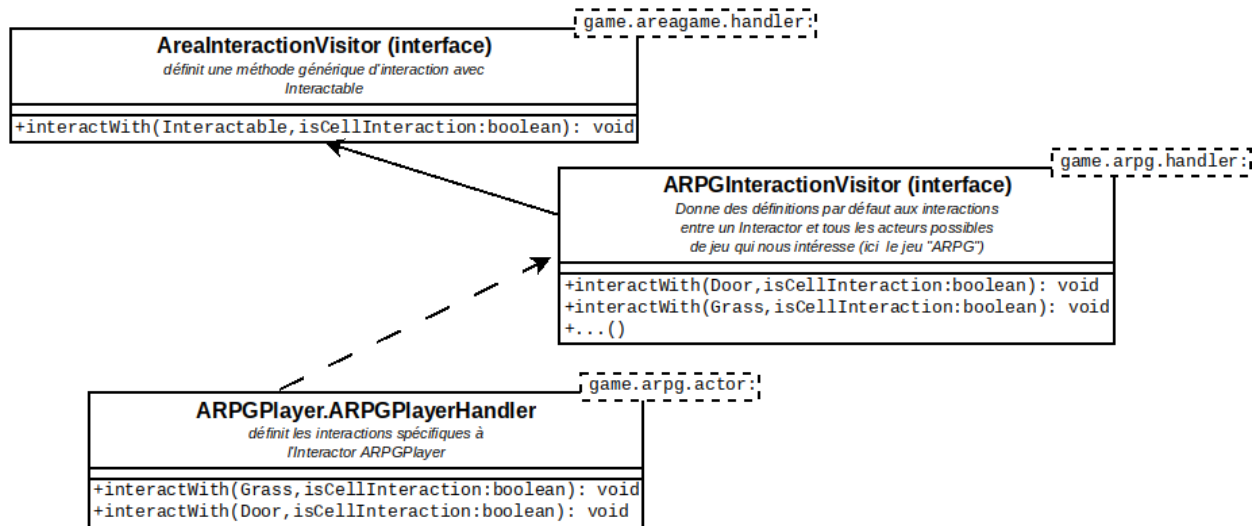 game.areagame.handler:
AreaInteractionVisitor (interface)
définit une méthode générique d'interaction avec
Interactable
+interactWith(Interactable,isCellInteraction:boolean): void
game.arpg.handler:
ARPGInteractionVisitor (interface)
Donne des définitions par défaut aux interactions
entre un Interactor et tous les acteurs possibles
de jeu qui nous intéresse (ici le jeu "ARPG")
+interactWith(Door,isCellInteraction:boolean): void
+interactWith(Grass,isCellInteraction:boolean): void
+...()
game.arpg.actor:
ARPGPlayer.ARPGPlayerHandler
définit les interactions spécifiques à
l'Interactor ARPGPlayer
+interactWith(Grass,isCellInteraction:boolean): void
+interactWith(Door,isCellInteraction:boolean): void